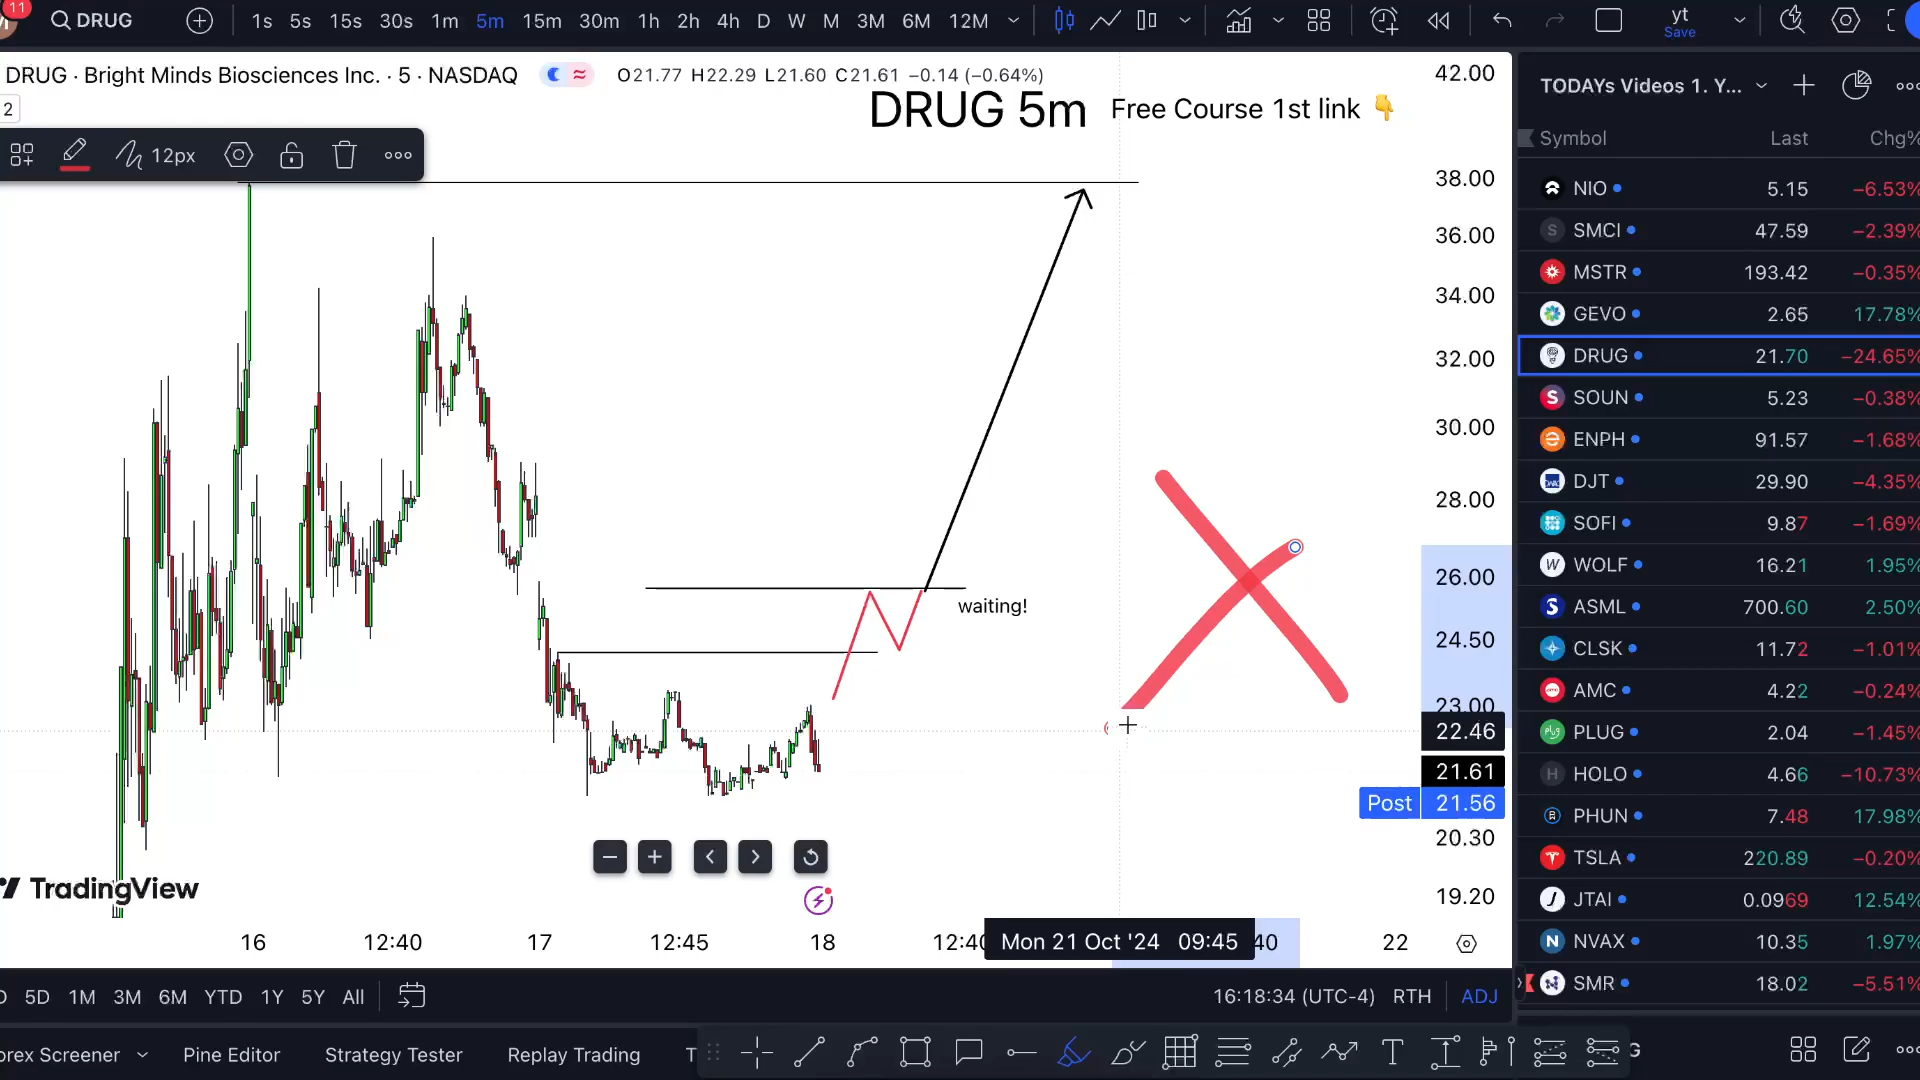 11
DRUG
1s 5s 15s 30s 1m 5m 15m 30m 1h 2h 4h D W M 3M 6M 12M
yt
Save
DRUG · Bright Minds Biosciences Inc. · 5 · NASDAQ
O21.77 H22.29 L21.60 C21.61 −0.14 (−0.64%)
DRUG 5m
Free Course 1st link 👇
2
12px
waiting!
42.00
38.00
36.00
34.00
32.00
30.00
28.00
26.00
24.50
23.00
22.46
21.61
Post 21.56
20.30
19.20
TradingView
16 12:40 17 12:45 18 12:40 Mon 21 Oct '24 09:45 40 22
5D 1M 3M 6M YTD 1Y 5Y All
16:18:34 (UTC-4) RTH ADJ
orex Screener Pine Editor Strategy Tester Replay Trading T
G
TODAYs Videos 1. Y...
Symbol Last Chg%
NIO 5.15 −6.53%
SMCI 47.59 −2.39%
MSTR 193.42 −0.35%
GEVO 2.65 17.78%
DRUG 21.70 −24.65%
SOUN 5.23 −0.38%
ENPH 91.57 −1.68%
DJT 29.90 −4.35%
SOFI 9.87 −1.69%
WOLF 16.21 1.95%
ASML 700.60 2.50%
CLSK 11.72 −1.01%
AMC 4.22 −0.24%
PLUG 2.04 −1.45%
HOLO 4.66 −10.73%
PHUN 7.48 17.98%
TSLA 220.89 −0.20%
JTAI 0.0969 12.54%
NVAX 10.35 1.97%
SMR 18.02 −5.51%